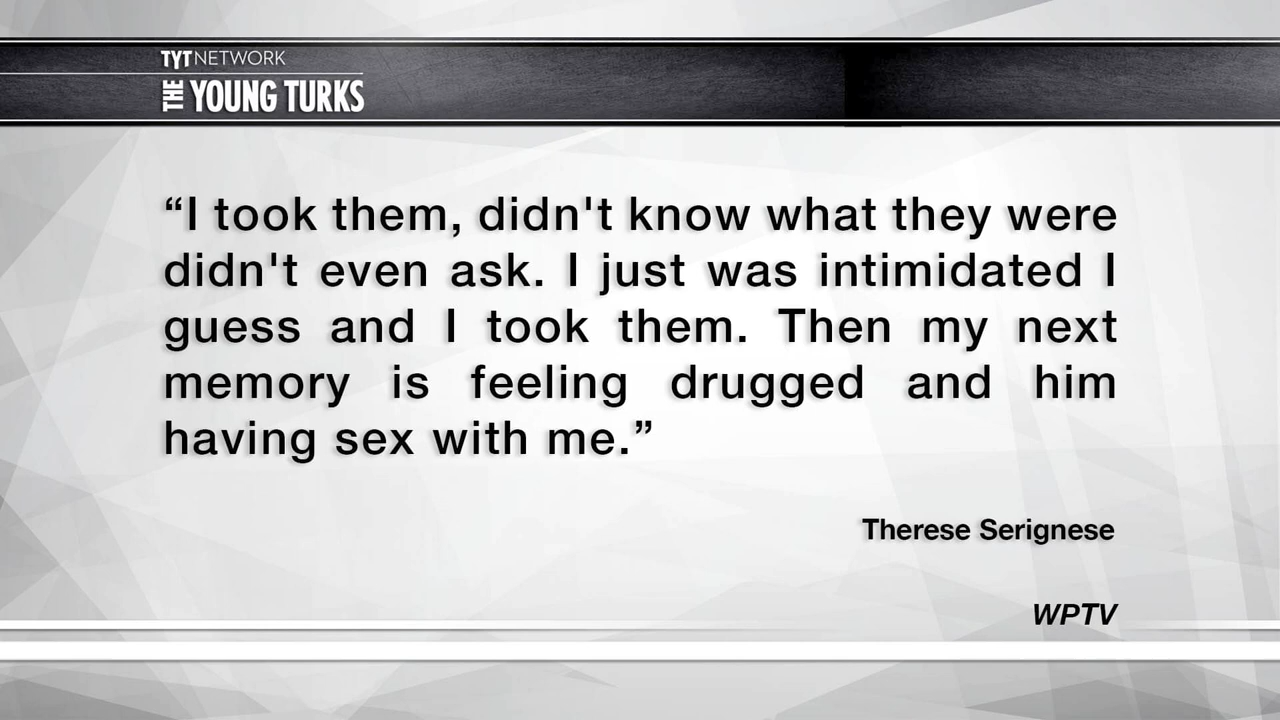 TYT NETWORK
THE YOUNG TURKS
“I took them, didn't know what they were
didn't even ask. I just was intimidated I
guess and I took them. Then my next
memory is feeling drugged and him
having sex with me.”
Therese Serignese
WPTV